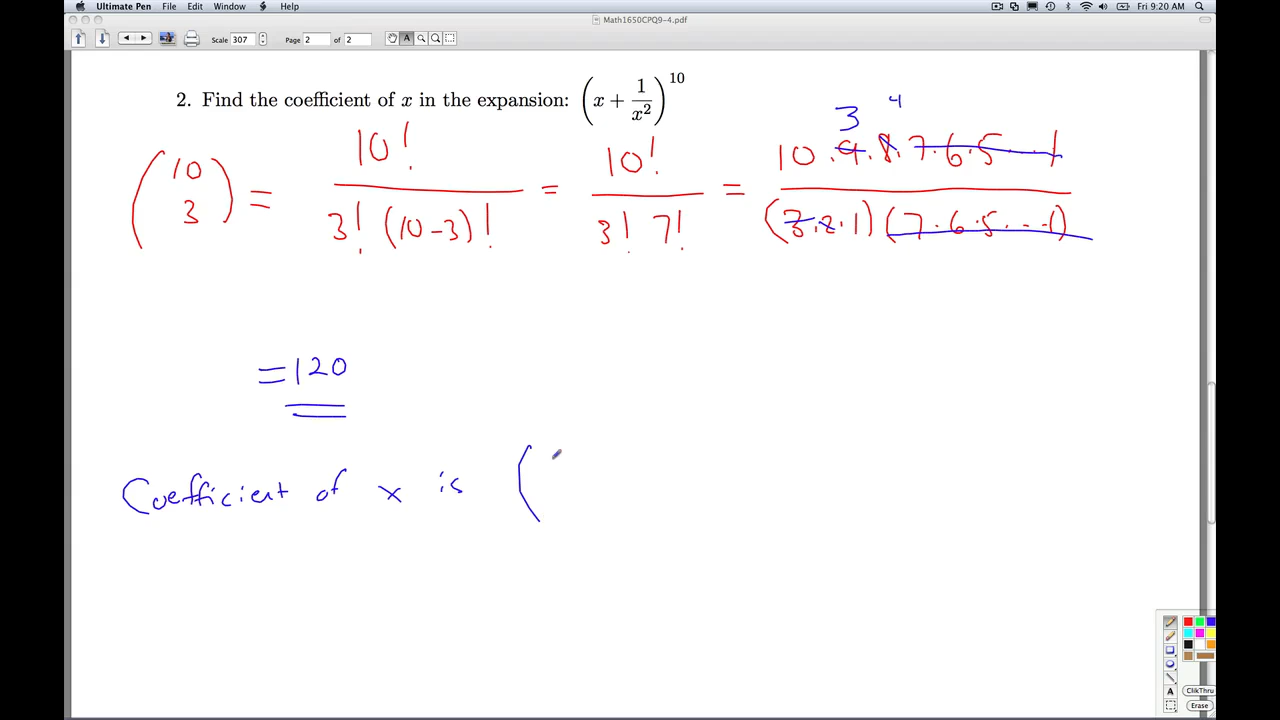 Ultimate Pen File Edit Window Help Fri 9:20 AM
Math1650CPQ9-4.pdf
Scale 307 Page 2 of 2
2. Find the coefficient of x in the expansion: (x + 1/x²)^10
3 4
(10 3) = 10! / 3! (10-3)! = 10! / 3! 7! = 10·9·8·7·6·5····1 / (3·2·1)(7·6·5····1)
=120
Coefficient of x is (
A
ClikThru
Erase